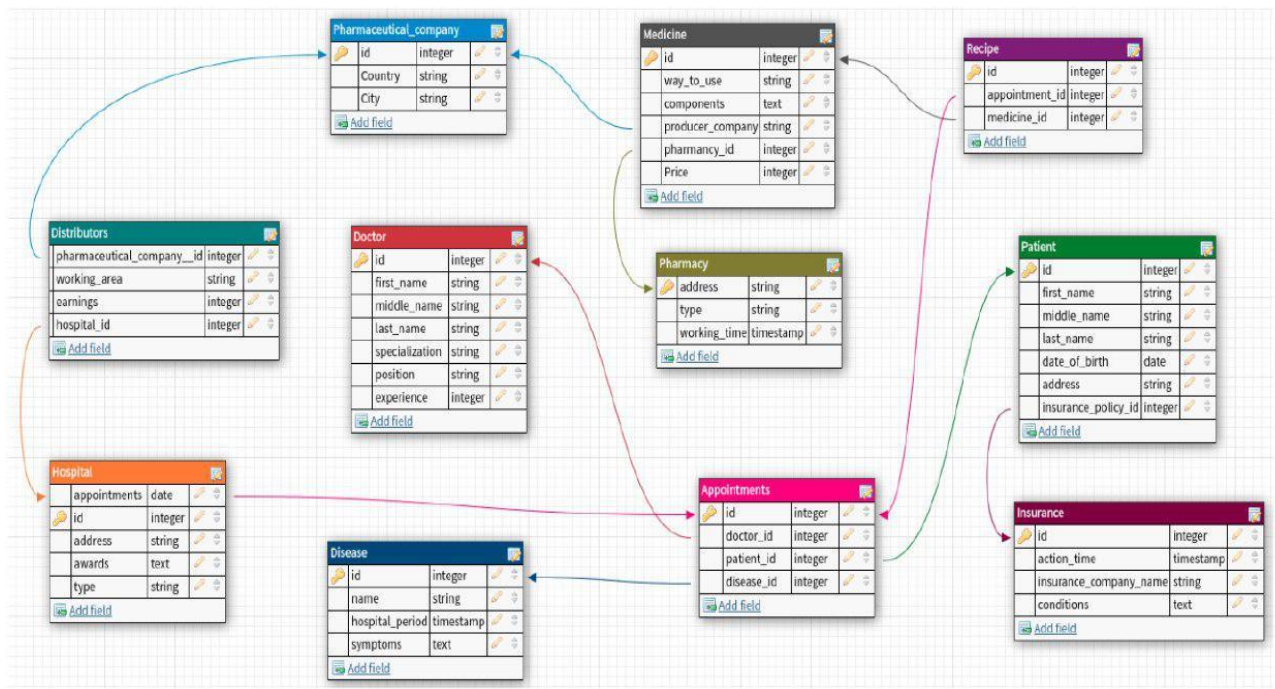 Pharmaceutical_company
id integer
Country string
City string
Add field
Medicine
id integer
way_to_use string
components text
producer_company string
pharmancy_id integer
Price integer
Add field
Recipe
id integer
appointment_id integer
medicine_id integer
Add field
Distributors
pharmaceutical_company__id integer
working_area string
earnings integer
hospital_id integer
Add field
Doctor
id integer
first_name string
middle_name string
last_name string
specialization string
position string
experience integer
Add field
Pharmacy
address string
type string
working_time timestamp
Add field
Patient
id integer
first_name string
middle_name string
last_name string
date_of_birth date
address string
insurance_policy_id integer
Add field
Hospital
appointments date
id integer
address string
awards text
type string
Add field
Disease
id integer
name string
hospital_period timestamp
symptoms text
Add field
Appointments
id integer
doctor_id integer
patient_id integer
disease_id integer
Add field
Insurance
id integer
action_time timestamp
insurance_company_name string
conditions text
Add field